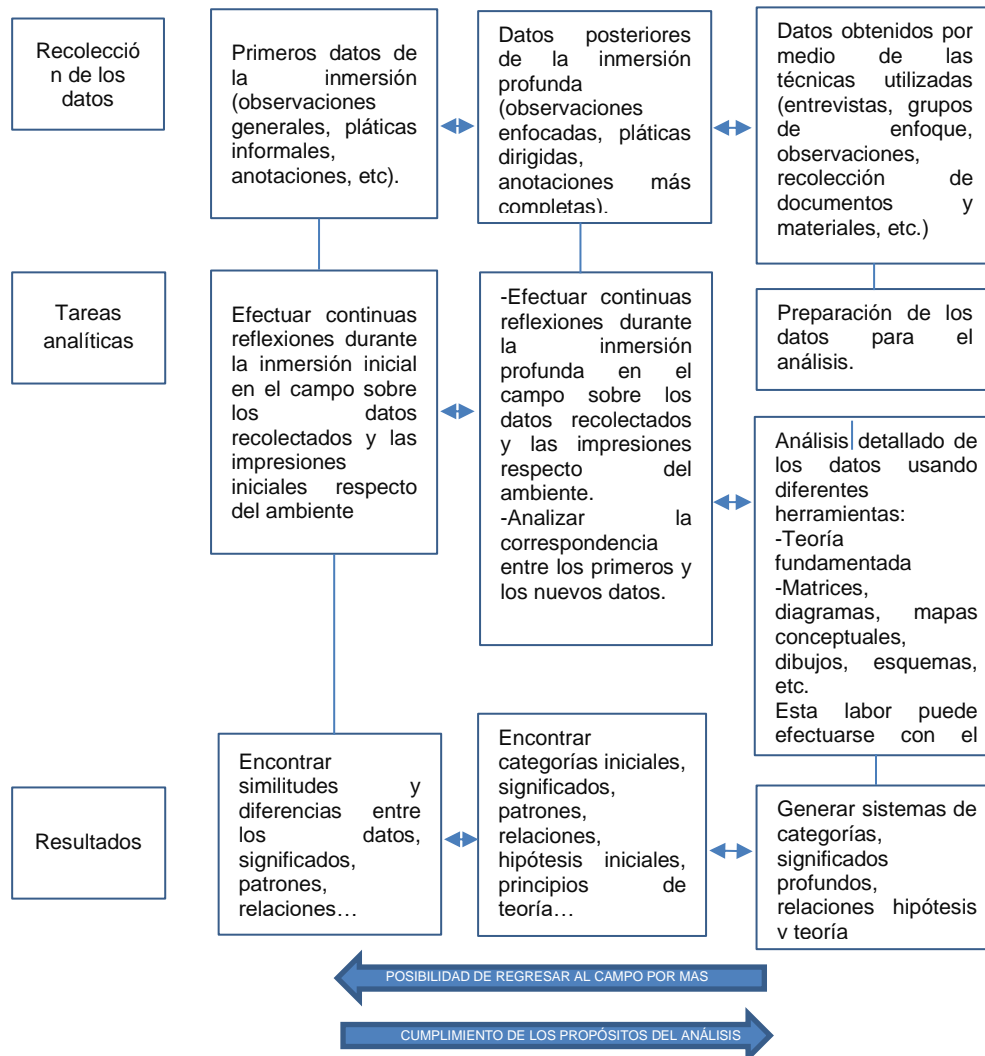 Recolecció
n de los
datos
Primeros datos de
la inmersión
(observaciones
generales, pláticas
informales,
anotaciones, etc).
Datos posteriores
de la inmersión
profunda
(observaciones
enfocadas, pláticas
dirigidas,
anotaciones más
completas).
Datos obtenidos por
medio de las
técnicas utilizadas
(entrevistas, grupos
de enfoque,
observaciones,
recolección de
documentos y
materiales, etc.)
Tareas
analíticas
Efectuar continuas
reflexiones durante
la inmersión inicial
en el campo sobre
los datos
recolectados y las
impresiones
iniciales respecto
del ambiente
-Efectuar continuas
reflexiones durante
la inmersión
profunda en el
campo sobre los
datos recolectados
y las impresiones
respecto del
ambiente.
-Analizar la
correspondencia
entre los primeros y
los nuevos datos.
Preparación de los
datos para el
análisis.
Análisis detallado de
los datos usando
diferentes
herramientas:
-Teoría
fundamentada
-Matrices,
diagramas, mapas
conceptuales,
dibujos, esquemas,
etc.
Esta labor puede
efectuarse con el
Resultados
Encontrar
similitudes y
diferencias entre
los datos,
significados,
patrones,
relaciones…
Encontrar
categorías iniciales,
significados,
patrones,
relaciones,
hipótesis iniciales,
principios de
teoría…
Generar sistemas de
categorías,
significados
profundos,
relaciones hipótesis
y teoría
POSIBILIDAD DE REGRESAR AL CAMPO POR MAS
CUMPLIMIENTO DE LOS PROPÓSITOS DEL ANÁLISIS